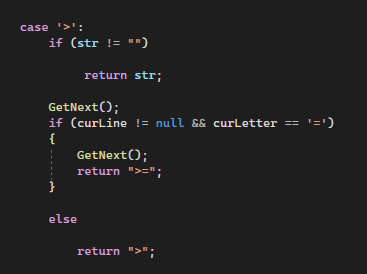 case '>':
    if (str != "")
        return str;
    GetNext();
    if (curLine != null && curLetter == '=')
    {
        GetNext();
        return ">=";
    }
    else
        return ">";